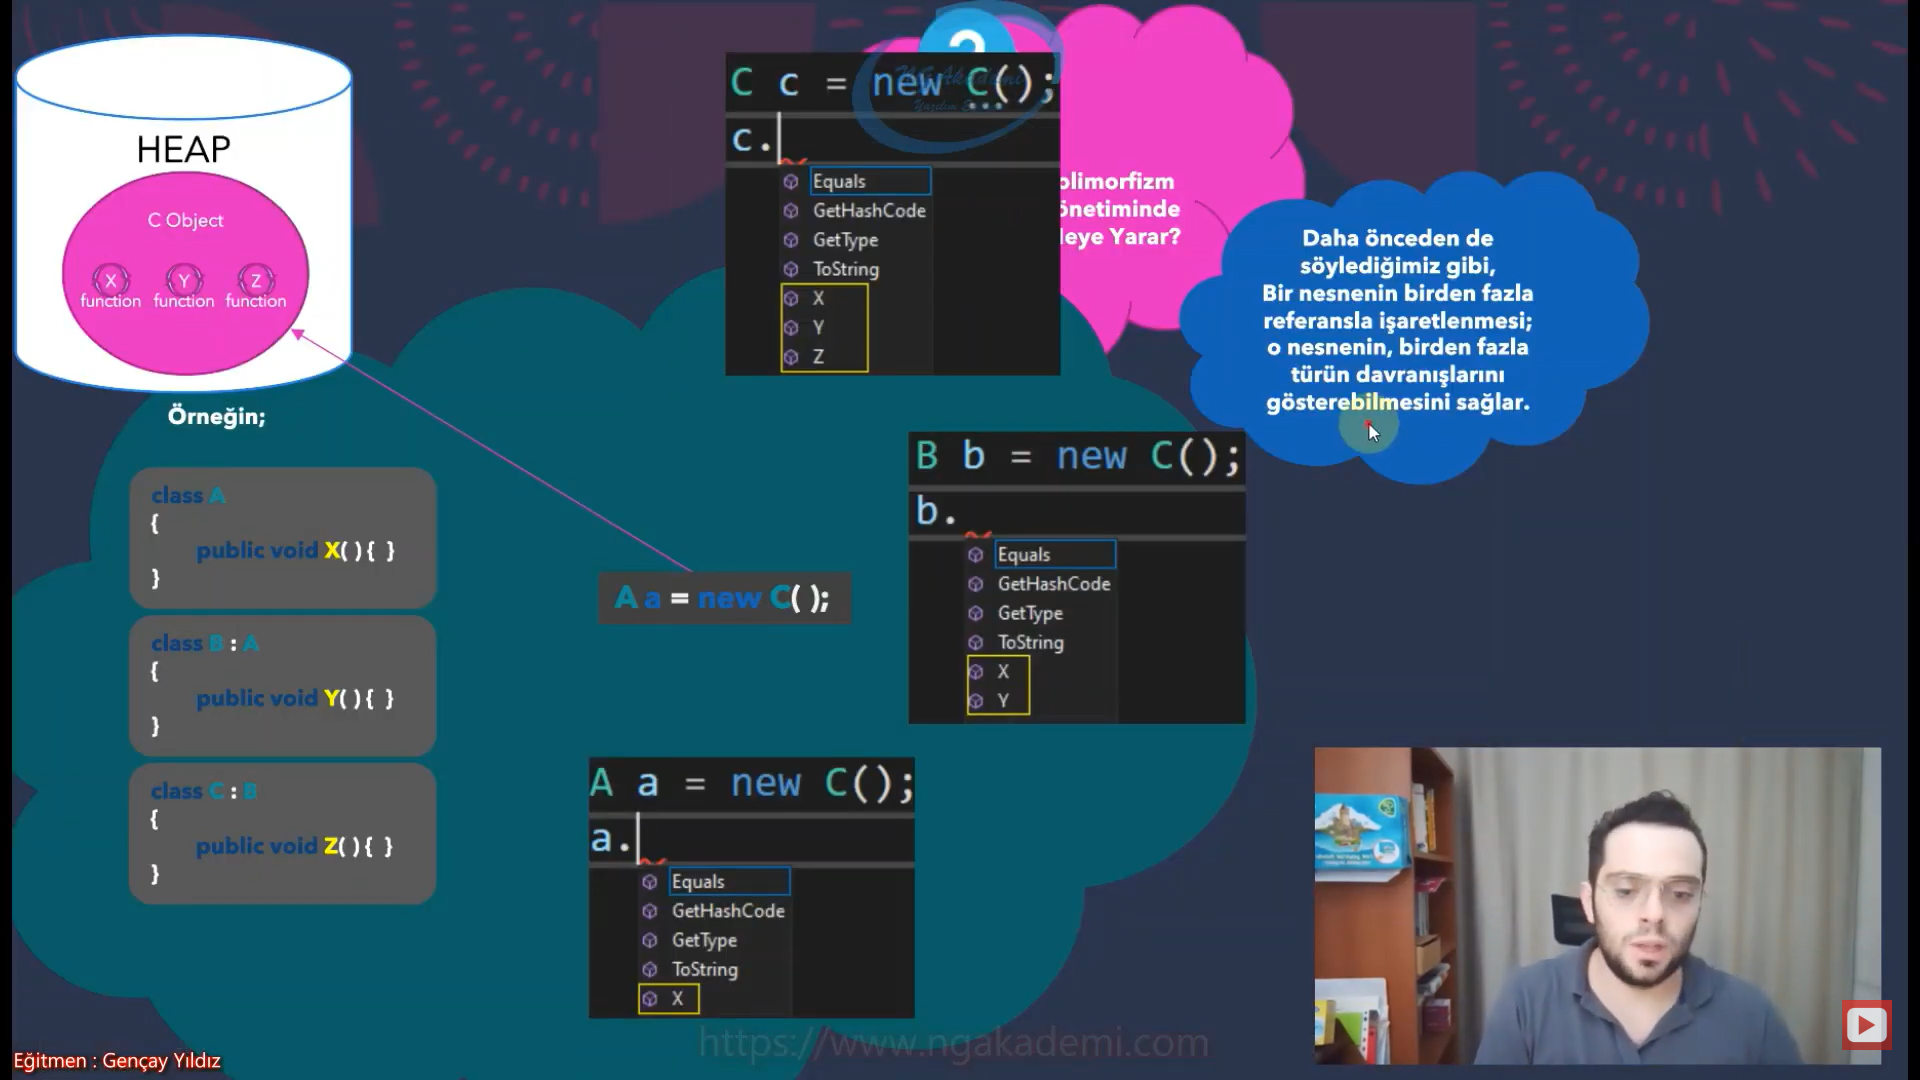 HEAP
C Object
X
function
Y
function
Z
function
Örneğin;
class A
{
public void X( ) { }
}
class B : A
{
public void Y( ) { }
}
class C : B
{
public void Z( ) { }
}
C c = new C();
c.
Equals
GetHashCode
GetType
ToString
X
Y
Z
?
olimorfizm
önetiminde
leye Yarar?
Daha önceden de
söylediğimiz gibi,
Bir nesnenin birden fazla
referansla işaretlenmesi;
o nesnenin, birden fazla
türün davranışlarını
gösterebilmesini sağlar.
A a = new C( );
B b = new C();
b.
Equals
GetHashCode
GetType
ToString
X
Y
A a = new C();
a.
Equals
GetHashCode
GetType
ToString
X
https://www.ngakademi.com
Eğitmen : Gençay Yıldız